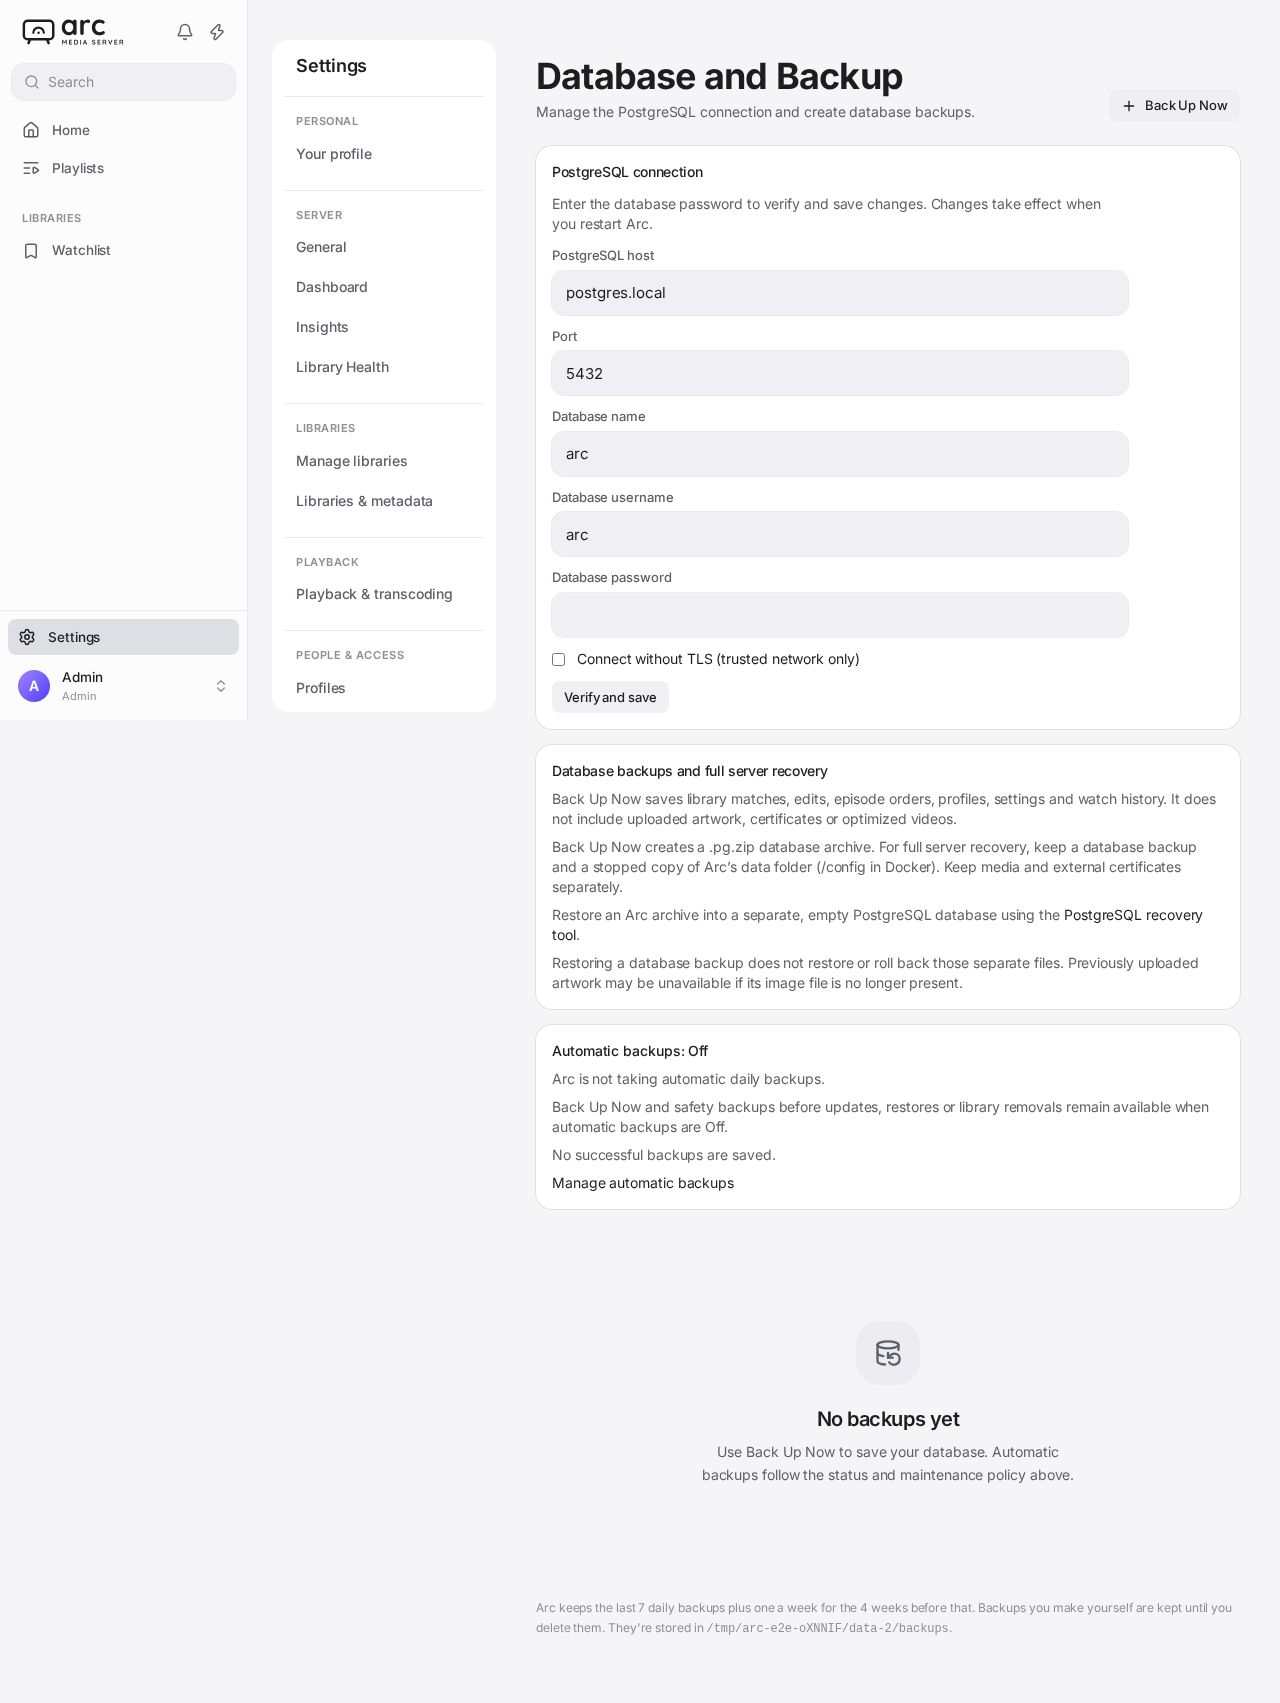 arc
MEDIA SERVER
Search
Home
Playlists
LIBRARIES
Watchlist
Settings
A
Admin
Admin
Settings
PERSONAL
Your profile
SERVER
General
Dashboard
Insights
Library Health
LIBRARIES
Manage libraries
Libraries & metadata
PLAYBACK
Playback & transcoding
PEOPLE & ACCESS
Profiles
Database and Backup
Manage the PostgreSQL connection and create database backups.
Back Up Now
PostgreSQL connection
Enter the database password to verify and save changes. Changes take effect when
you restart Arc.
PostgreSQL host
postgres.local
Port
5432
Database name
arc
Database username
arc
Database password
Connect without TLS (trusted network only)
Verify and save
Database backups and full server recovery
Back Up Now saves library matches, edits, episode orders, profiles, settings and watch history. It does
not include uploaded artwork, certificates or optimized videos.
Back Up Now creates a .pg.zip database archive. For full server recovery, keep a database backup
and a stopped copy of Arc’s data folder (/config in Docker). Keep media and external certificates
separately.
Restore an Arc archive into a separate, empty PostgreSQL database using the PostgreSQL recovery
tool.
Restoring a database backup does not restore or roll back those separate files. Previously uploaded
artwork may be unavailable if its image file is no longer present.
Automatic backups: Off
Arc is not taking automatic daily backups.
Back Up Now and safety backups before updates, restores or library removals remain available when
automatic backups are Off.
No successful backups are saved.
Manage automatic backups
No backups yet
Use Back Up Now to save your database. Automatic
backups follow the status and maintenance policy above.
Arc keeps the last 7 daily backups plus one a week for the 4 weeks before that. Backups you make yourself are kept until you
delete them. They're stored in /tmp/arc-e2e-oXNNIF/data-2/backups.